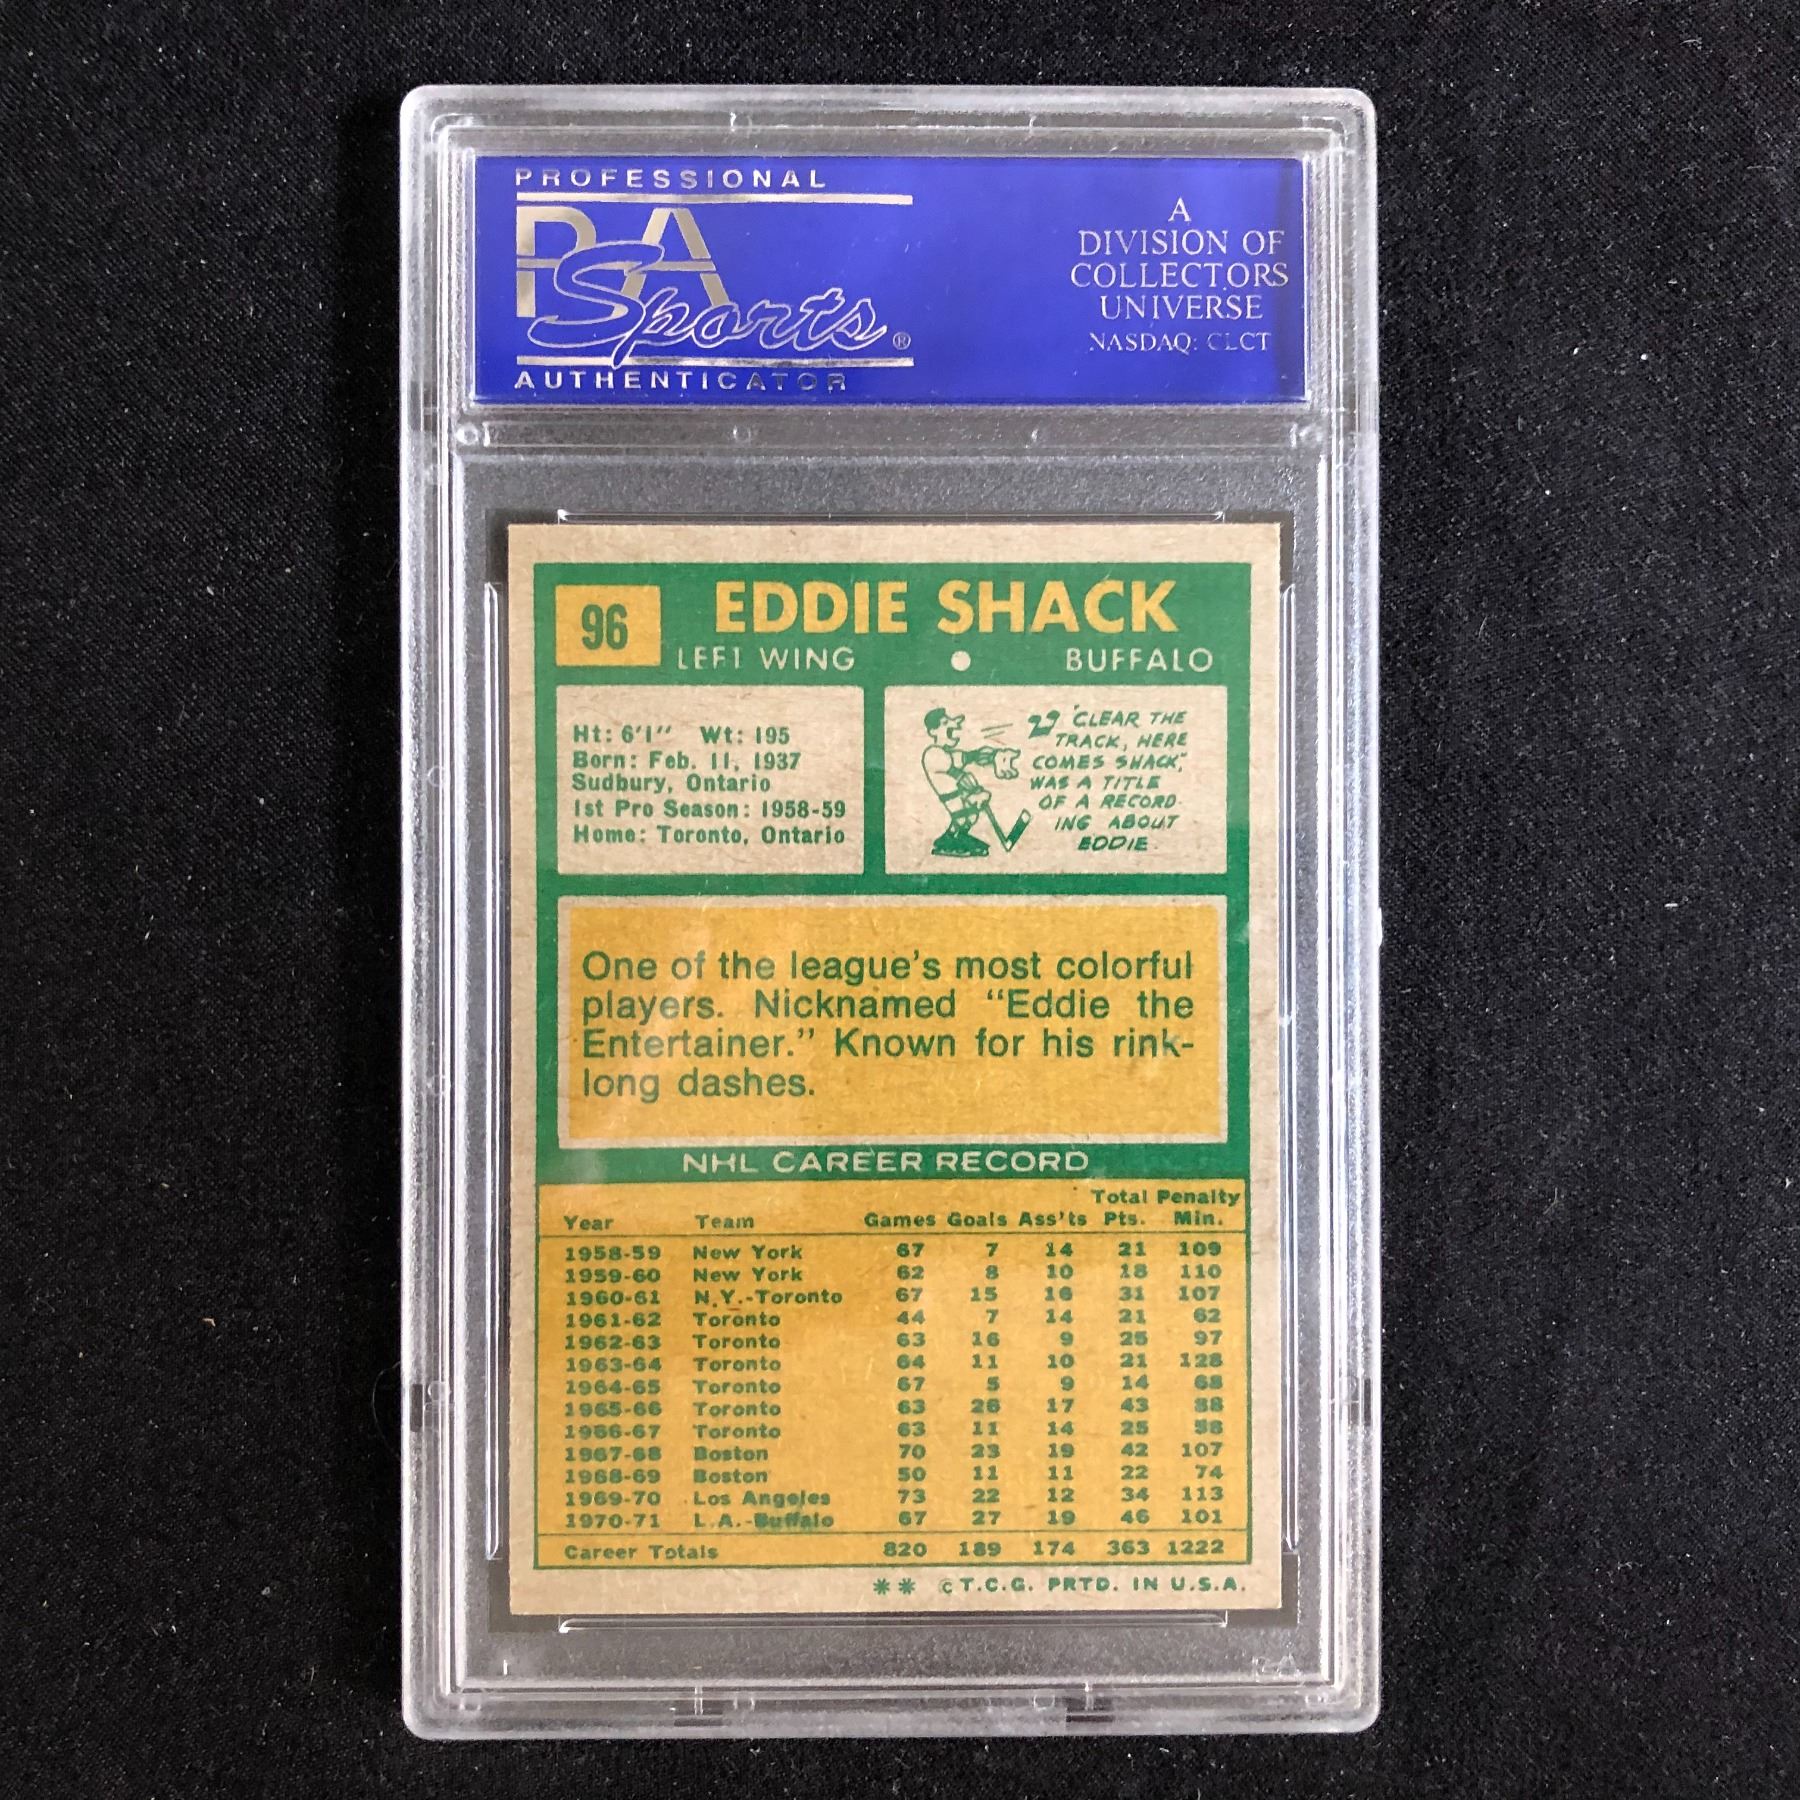 PROFESSIONAL
PSA
Sports®
AUTHENTICATOR
A
DIVISION OF
COLLECTORS
UNIVERSE
NASDAQ: CLCT
96
EDDIE SHACK
LEFT WING • BUFFALO
Ht: 6'1" Wt: 195
Born: Feb. 11, 1937
Sudbury, Ontario
1st Pro Season: 1958-59
Home: Toronto, Ontario
"CLEAR THE
TRACK, HERE
COMES SHACK,"
WAS A TITLE
OF A RECORD-
ING ABOUT
EDDIE.
One of the league's most colorful
players. Nicknamed "Eddie the
Entertainer." Known for his rink-
long dashes.
NHL CAREER RECORD
Total Penalty
Year Team Games Goals Ass'ts Pts. Min.
1958-59 New York 67 7 14 21 109
1959-60 New York 62 8 10 18 110
1960-61 N.Y.-Toronto 67 15 16 31 107
1961-62 Toronto 44 7 14 21 62
1962-63 Toronto 63 16 9 25 97
1963-64 Toronto 64 11 10 21 128
1964-65 Toronto 67 5 9 14 68
1965-66 Toronto 63 26 17 43 88
1966-67 Toronto 63 11 14 25 58
1967-68 Boston 70 23 19 42 107
1968-69 Boston 50 11 11 22 74
1969-70 Los Angeles 73 22 12 34 113
1970-71 L.A.-Buffalo 67 27 19 46 101
Career Totals 820 189 174 363 1222
** © T.C.G. PRTD. IN U.S.A.